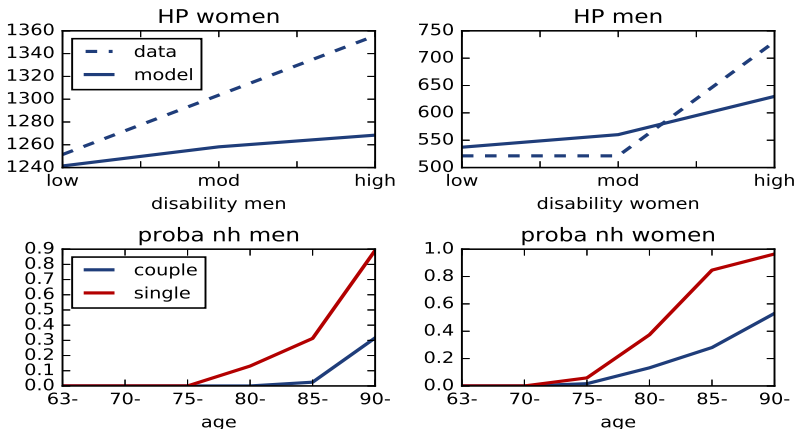 HP women
1360
1340
1320
1300
1280
1260
1240
data
model
low mod high
disability men
HP men
750
700
650
600
550
500
low mod high
disability women
proba nh men
0.9
0.8
0.7
0.6
0.5
0.4
0.3
0.2
0.1
0.0
couple
single
63- 70- 75- 80- 85- 90-
age
proba nh women
1.0
0.8
0.6
0.4
0.2
0.0
63- 70- 75- 80- 85- 90-
age